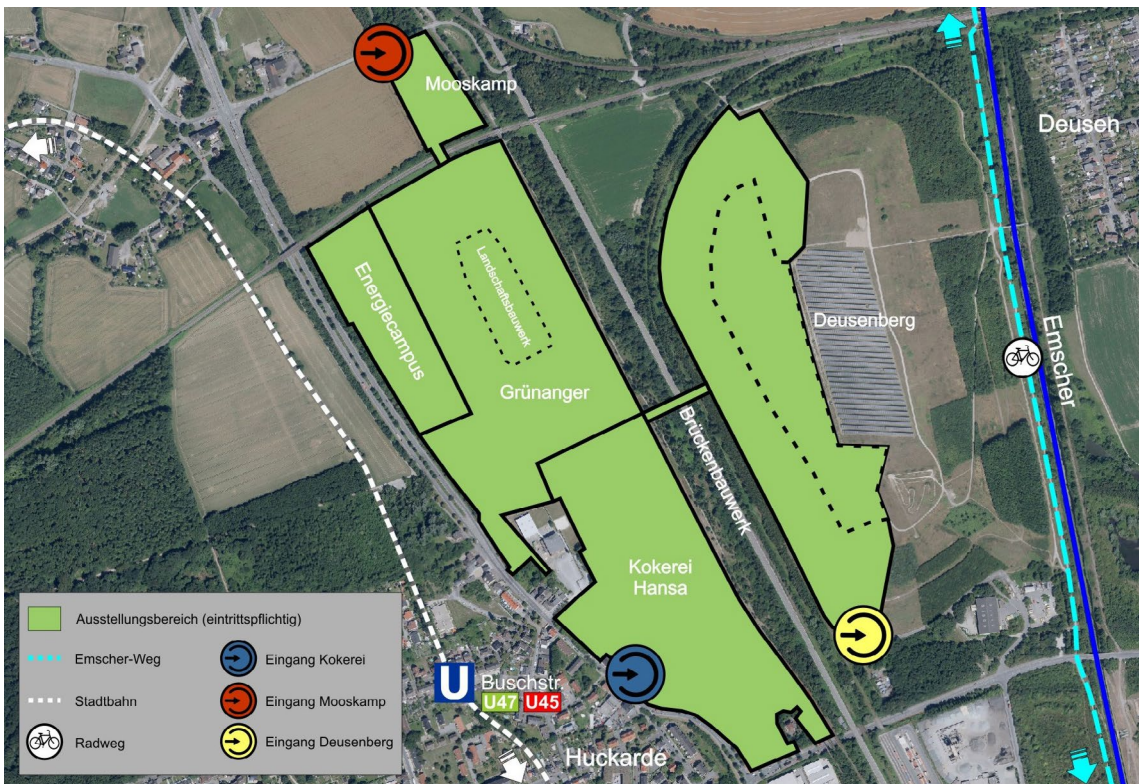 Mooskamp
Deusen
Energiecampus
Landschaftsbauwerk
Grünanger
Deusenberg
Emscher
Brückenbauwerk
Kokerei
Hansa
U
Buschstr.
U47 U45
Huckarde
Ausstellungsbereich (eintrittspflichtig)
Emscher-Weg
Eingang Kokerei
Stadtbahn
Eingang Mooskamp
Radweg
Eingang Deusenberg